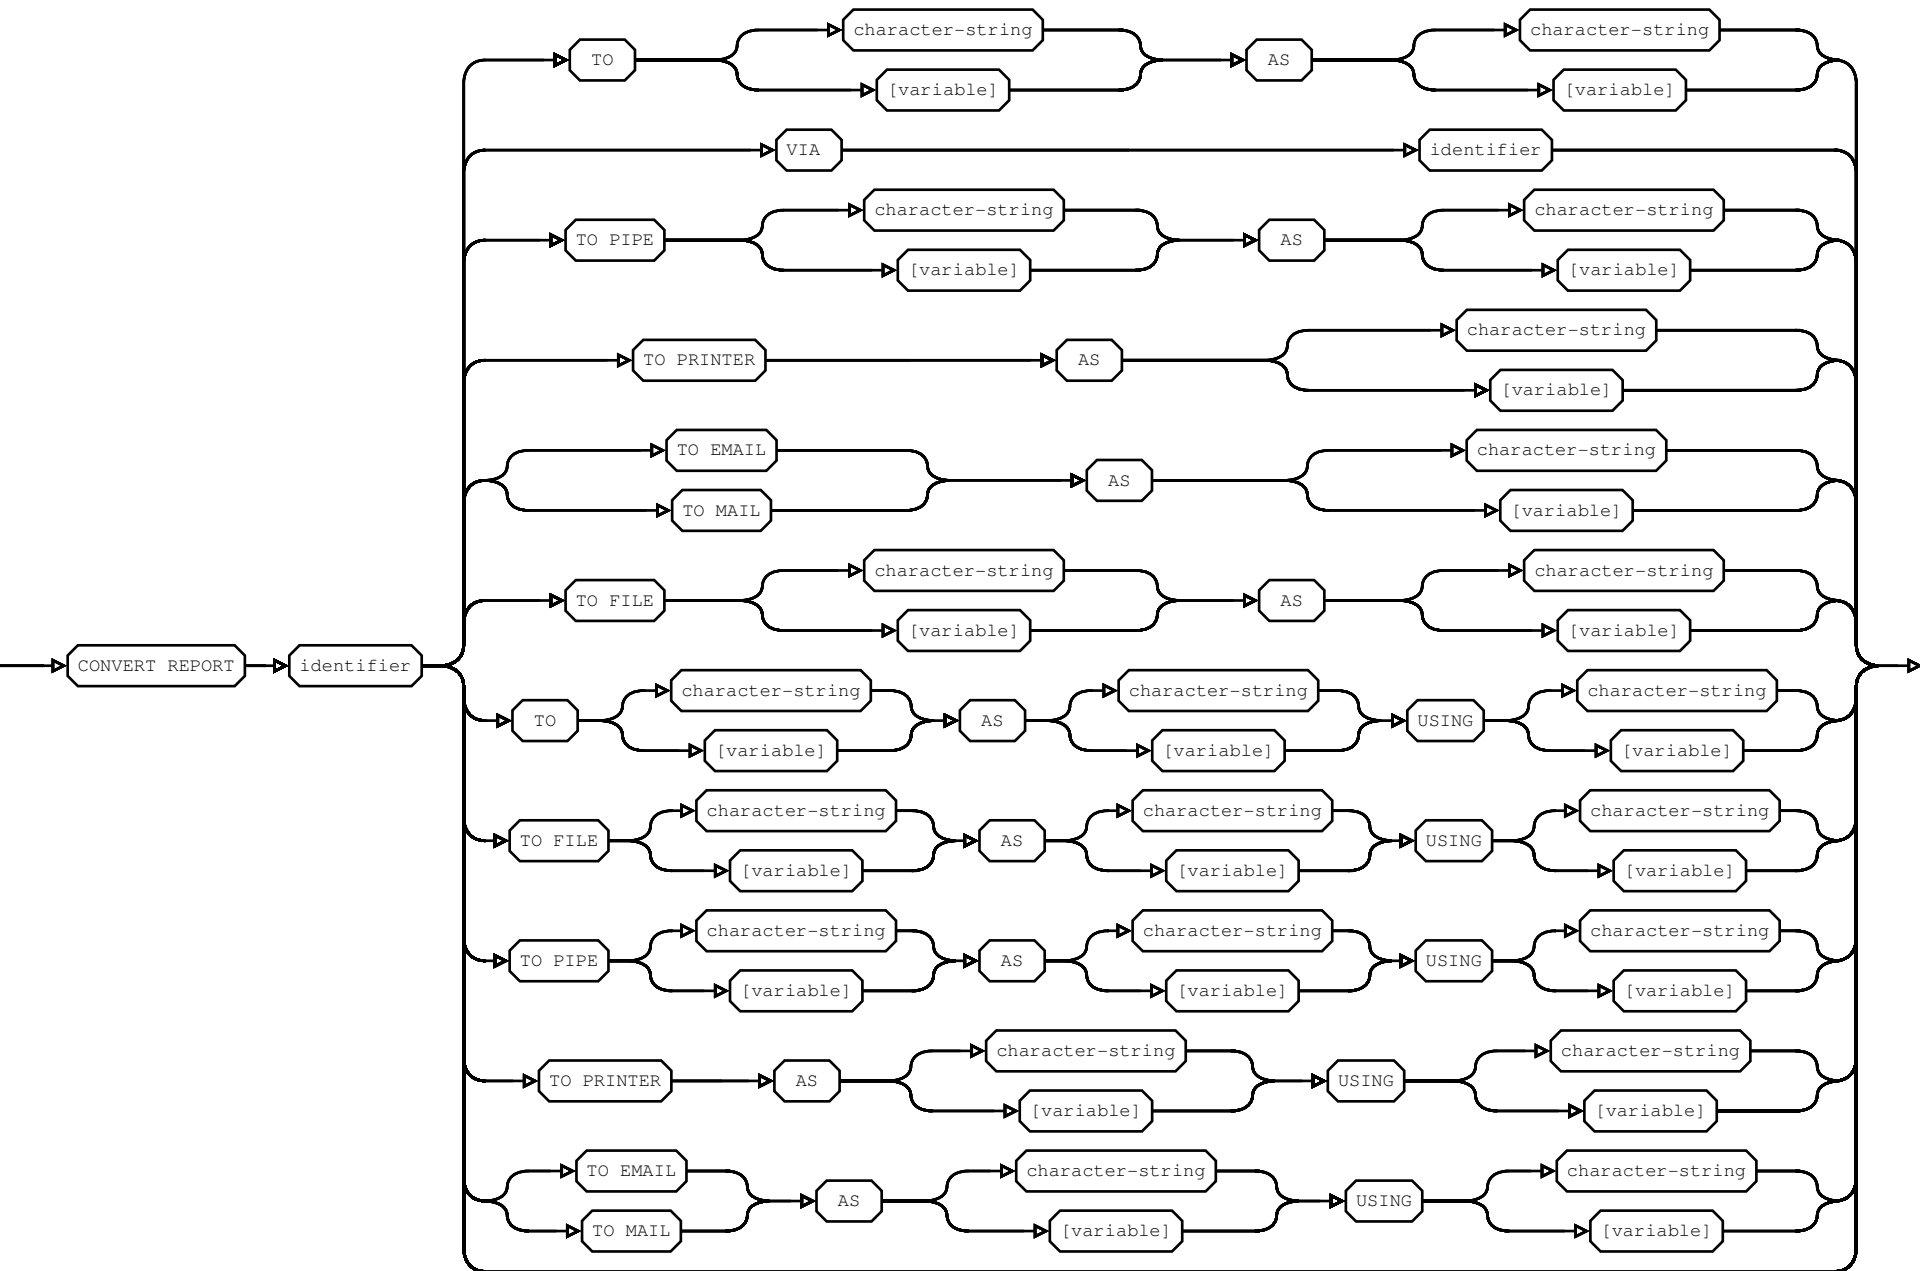 character-string character-string
TO AS
[variable] [variable]
VIA identifier
character-string character-string
TO PIPE AS
[variable] [variable]
character-string
TO PRINTER AS
[variable]
TO EMAIL character-string
AS
TO MAIL [variable]
character-string character-string
TO FILE AS
[variable] [variable]
CONVERT REPORT identifier
character-string character-string character-string
TO AS USING
[variable] [variable] [variable]
character-string character-string character-string
TO FILE AS USING
[variable] [variable] [variable]
character-string character-string character-string
TO PIPE AS USING
[variable] [variable] [variable]
character-string character-string
TO PRINTER AS USING
[variable] [variable]
TO EMAIL character-string character-string
AS USING
TO MAIL [variable] [variable]